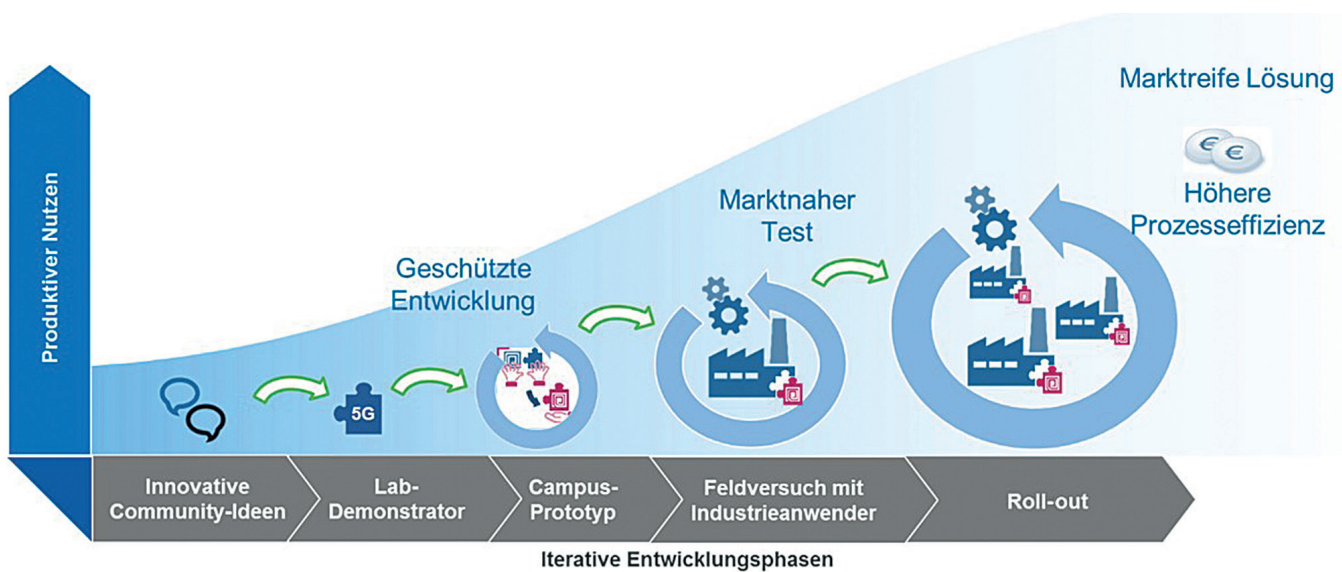 Marktreife Lösung
€
€
Höhere
Prozesseffizienz
Marktnaher
Test
Geschützte
Entwicklung
Produktiver Nutzen
5G
Innovative
Community-Ideen
Lab-
Demonstrator
Campus-
Prototyp
Feldversuch mit
Industrieanwender
Roll-out
Iterative Entwicklungsphasen